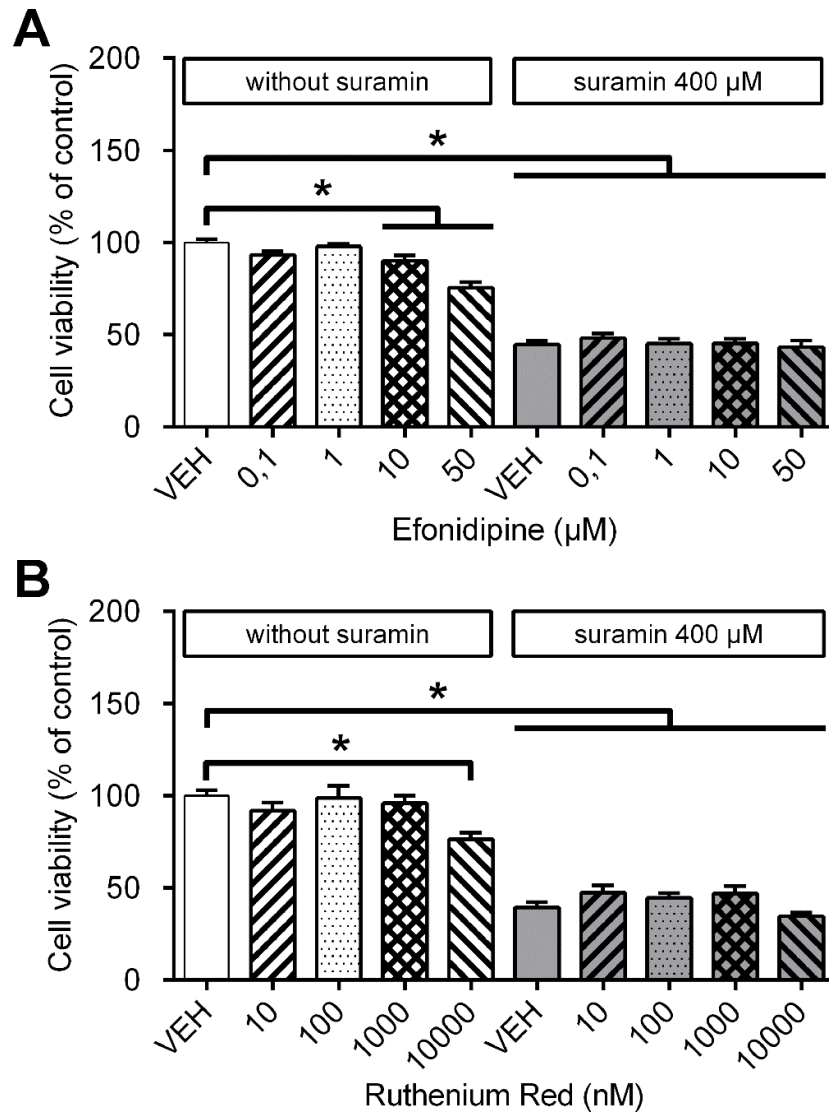 A
Cell viability (% of control)
200
150
100
50
0
without suramin
suramin 400 µM
*
*
VEH
0,1
1
10
50
VEH
0,1
1
10
50
Efonidipine (µM)
B
Cell viability (% of control)
200
150
100
50
0
without suramin
suramin 400 µM
*
*
VEH
10
100
1000
10000
VEH
10
100
1000
10000
Ruthenium Red (nM)